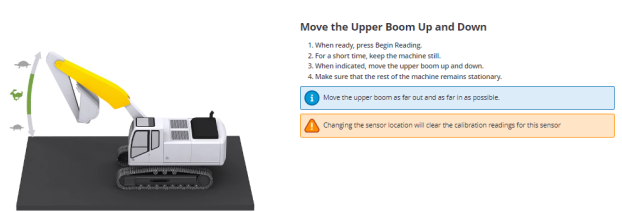 Move the Upper Boom Up and Down
1. When ready, press Begin Reading.
2. For a short time, keep the machine still.
3. When indicated, move the upper boom up and down.
4. Make sure that the rest of the machine remains stationary.
Move the upper boom as far out and as far in as possible.
Changing the sensor location will clear the calibration readings for this sensor